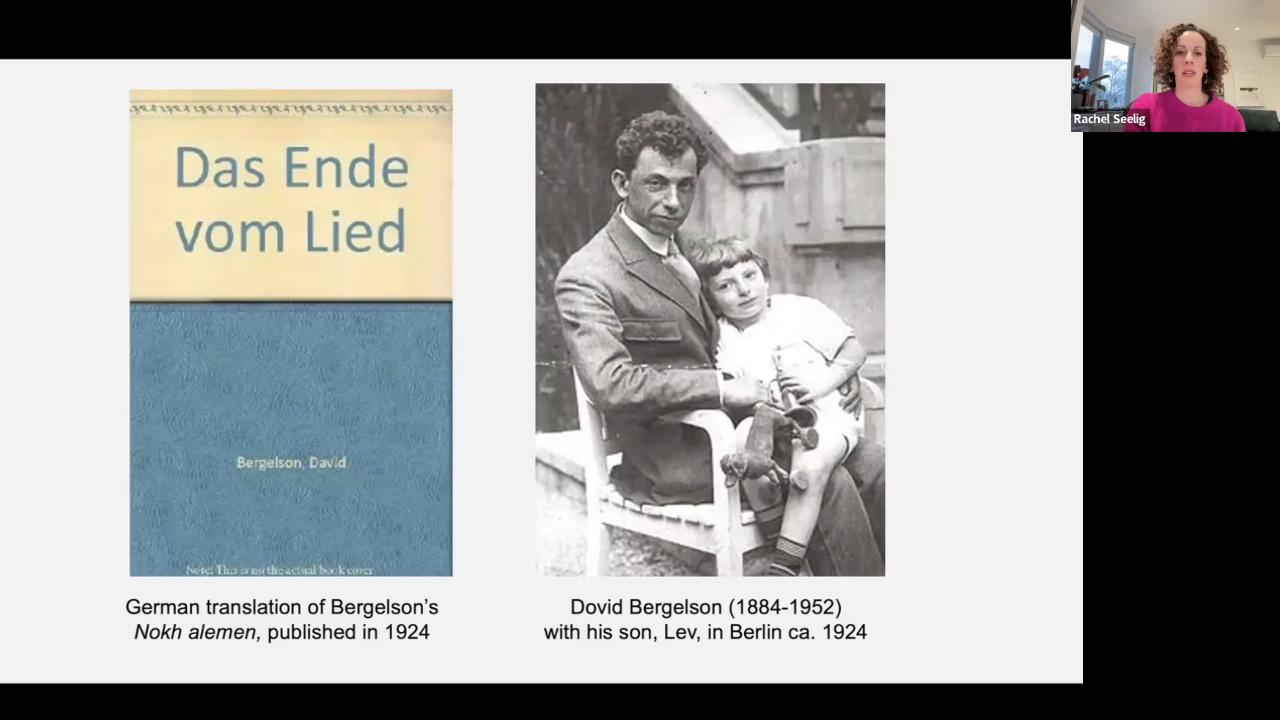 Das Ende
vom Lied
Bergelson, David
Note: This is no the actual book cover
German translation of Bergelson's
Nokh alemen, published in 1924
Dovid Bergelson (1884-1952)
with his son, Lev, in Berlin ca. 1924
Rachel Seelig